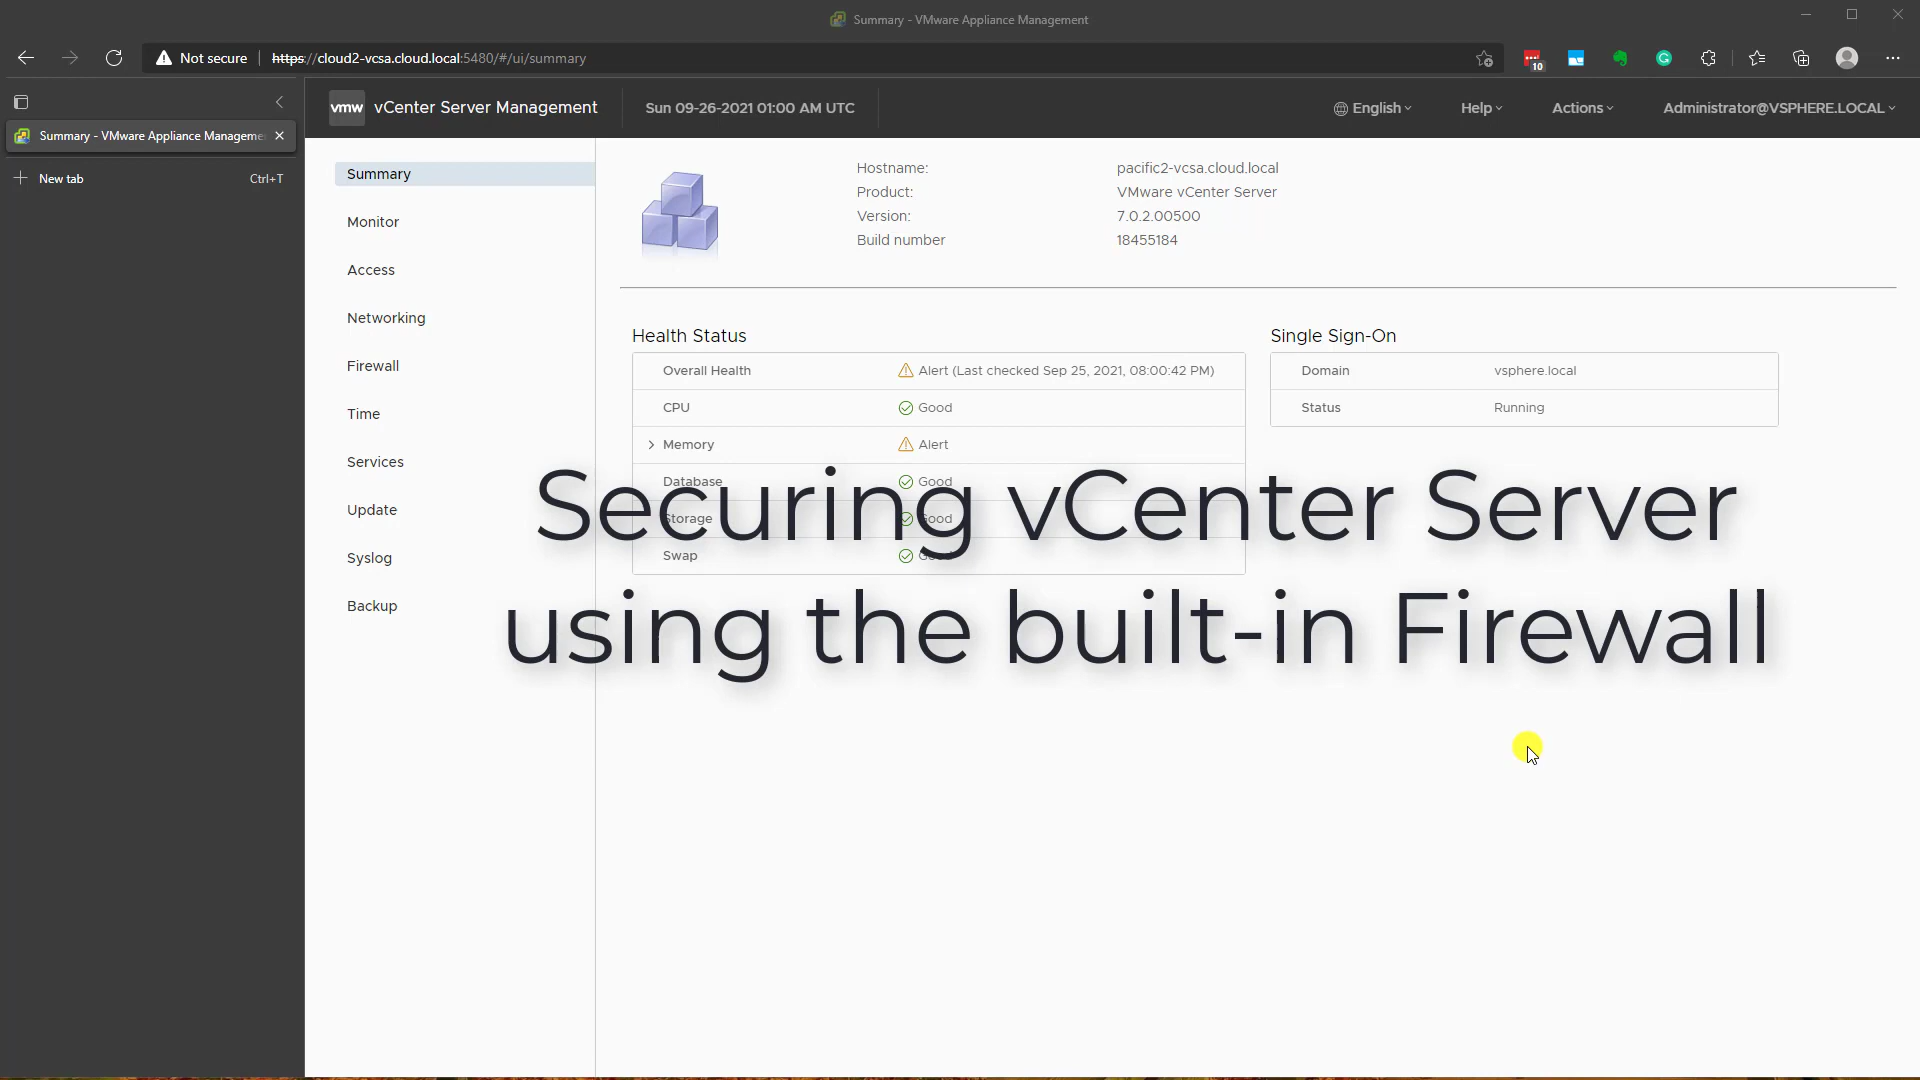 Summary - VMware Appliance Management
Not secure
https://cloud2-vcsa.cloud.local:5480/#/ui/summary
10
vmw vCenter Server Management
Sun 09-26-2021 01:00 AM UTC
English
Help
Actions
Administrator@VSPHERE.LOCAL
Summary - VMware Appliance Manageme
New tab Ctrl+T
Summary
Monitor
Access
Networking
Firewall
Time
Services
Update
Syslog
Backup
Hostname: pacific2-vcsa.cloud.local
Product: VMware vCenter Server
Version: 7.0.2.00500
Build number 18455184
Health Status
Overall Health Alert (Last checked Sep 25, 2021, 08:00:42 PM)
CPU Good
Memory Alert
Database Good
Storage Good
Swap Good
Single Sign-On
Domain vsphere.local
Status Running
Securing vCenter Server
using the built-in Firewall